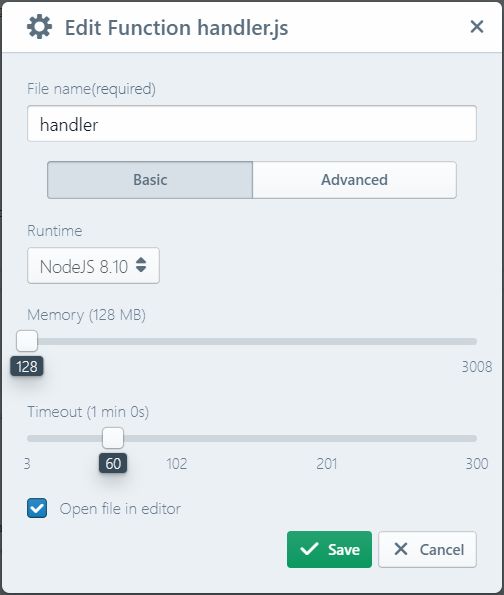 Edit Function handler.js
File name(required)
handler
Basic Advanced
Runtime
NodeJS 8.10
Memory (128 MB)
128 3008
Timeout (1 min 0s)
3 60 102 201 300
Open file in editor
Save Cancel